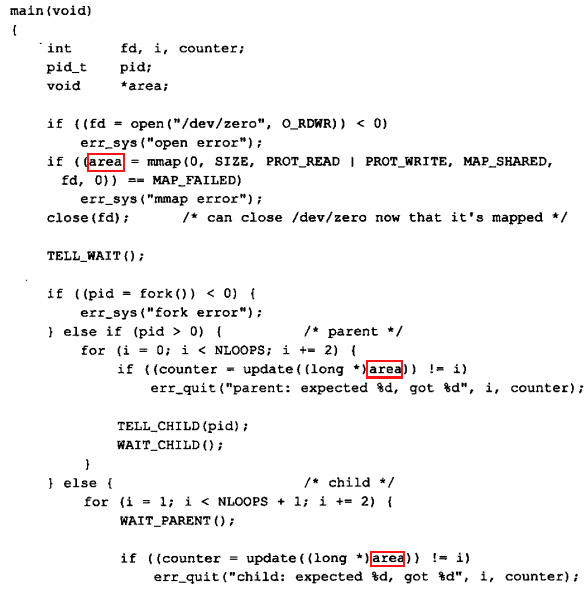 main(void)
{
int fd, i, counter;
pid_t pid;
void *area;
if ((fd = open("/dev/zero", O_RDWR)) < 0)
err_sys("open error");
if ((area = mmap(0, SIZE, PROT_READ | PROT_WRITE, MAP_SHARED,
fd, 0)) == MAP_FAILED)
err_sys("mmap error");
close(fd); /* can close /dev/zero now that it's mapped */
TELL_WAIT();
if ((pid = fork()) < 0) {
err_sys("fork error");
} else if (pid > 0) { /* parent */
for (i = 0; i < NLOOPS; i += 2) {
if ((counter = update((long *)area)) != i)
err_quit("parent: expected %d, got %d", i, counter);
TELL_CHILD(pid);
WAIT_CHILD();
}
} else { /* child */
for (i = 1; i < NLOOPS + 1; i += 2) {
WAIT_PARENT();
if ((counter = update((long *)area)) != i)
err_quit("child: expected %d, got %d", i, counter);